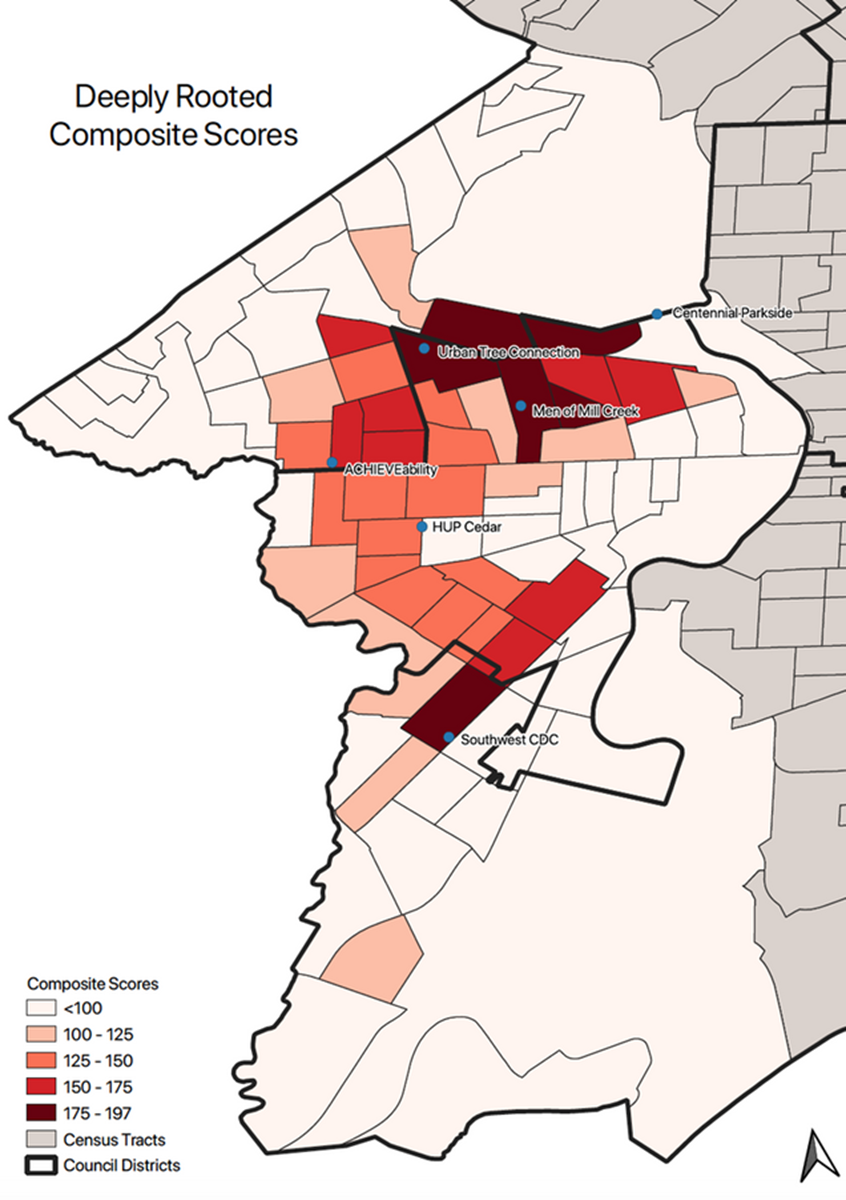 Deeply Rooted
Composite Scores
Centennial Parkside
Urban Tree Connection
Men of Mill Creek
ACHIEVEability
HUP Cedar
Southwest CDC
Composite Scores
<100
100 - 125
125 - 150
150 - 175
175 - 197
Census Tracts
Council Districts